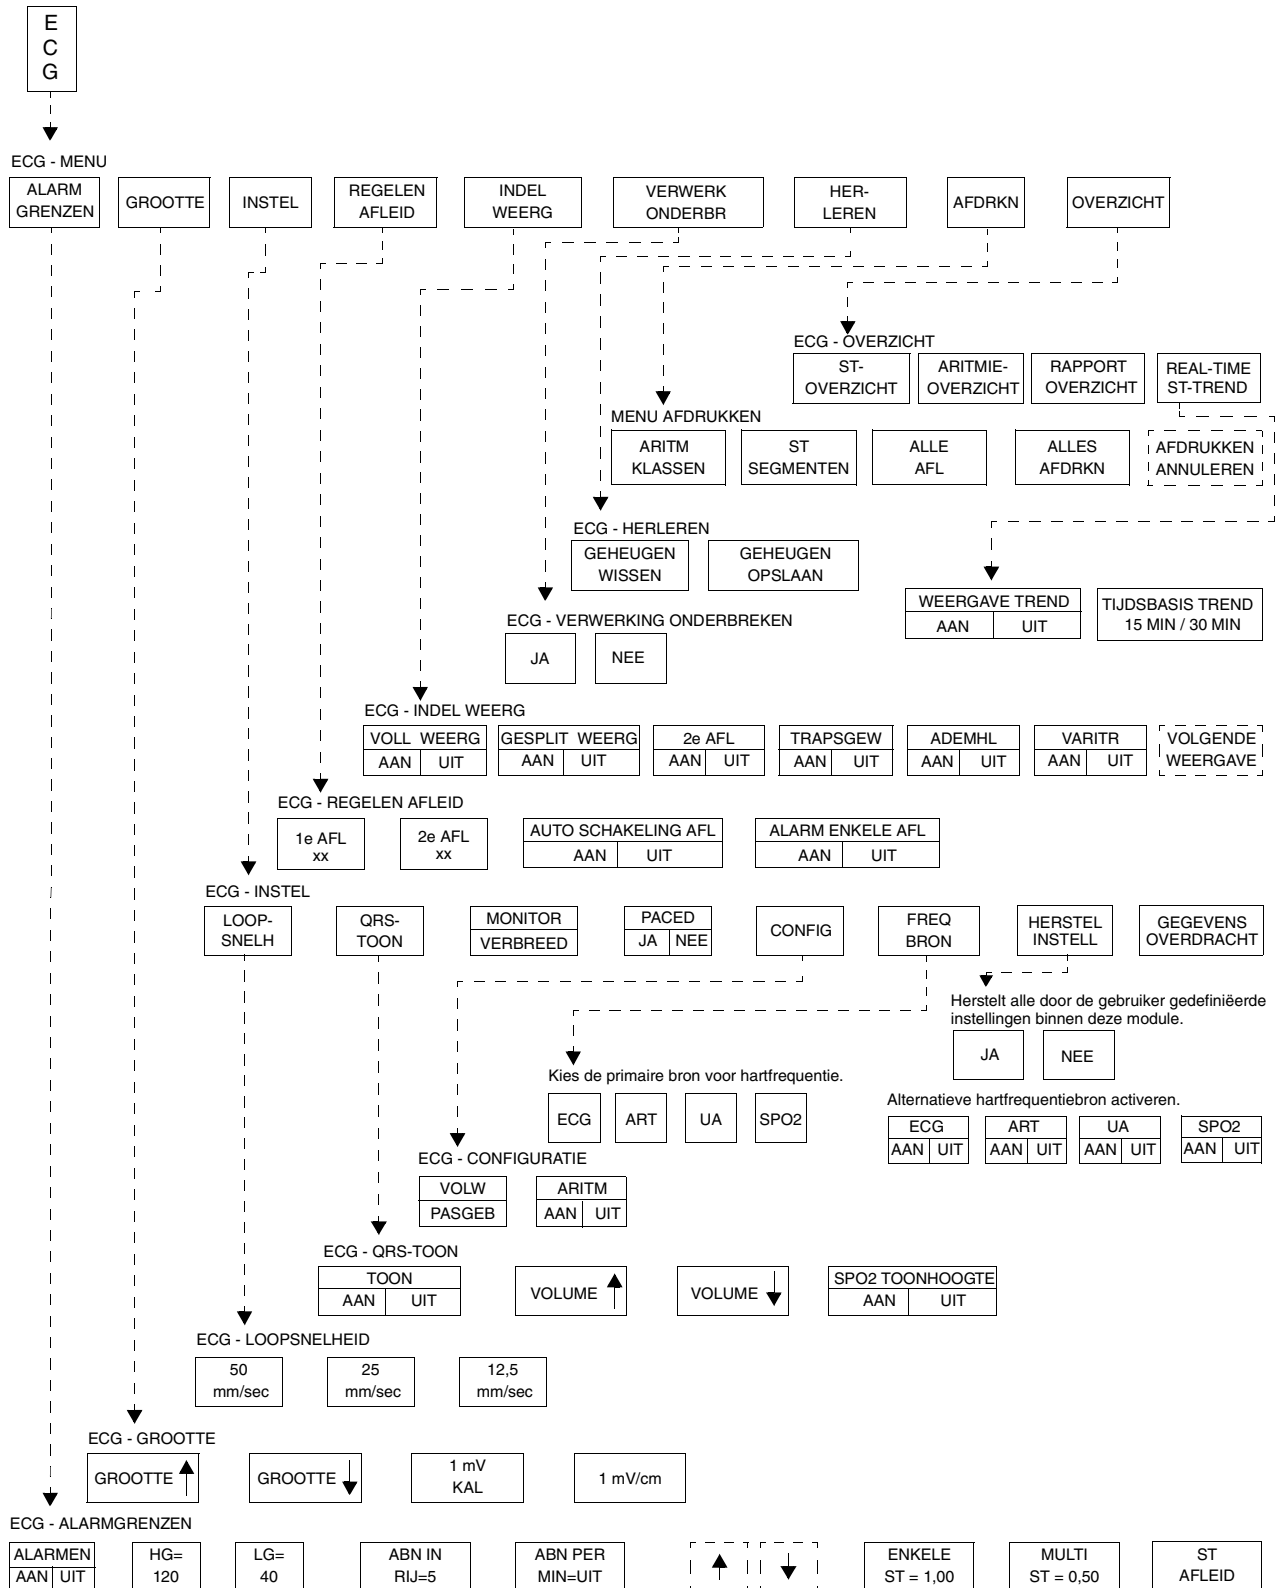 E
C
G
ECG - MENU
ALARM
GRENZEN
GROOTTE
INSTEL
REGELEN
AFLEID
INDEL
WEERG
VERWERK
ONDERBR
HER-
LEREN
AFDRKN
OVERZICHT
ECG - OVERZICHT
ST-
OVERZICHT
ARITMIE-
OVERZICHT
RAPPORT
OVERZICHT
REAL-TIME
ST-TREND
MENU AFDRUKKEN
ARITM
KLASSEN
ST
SEGMENTEN
ALLE
AFL
ALLES
AFDRKN
AFDRUKKEN
ANNULEREN
ECG - HERLEREN
GEHEUGEN
WISSEN
GEHEUGEN
OPSLAAN
WEERGAVE TREND
AAN UIT
TIJDSBASIS TREND
15 MIN / 30 MIN
ECG - VERWERKING ONDERBREKEN
JA
NEE
ECG - INDEL WEERG
VOLL WEERG
AAN UIT
GESPLIT WEERG
AAN UIT
2e AFL
AAN UIT
TRAPSGEW
AAN UIT
ADEMHL
AAN UIT
VARITR
AAN UIT
VOLGENDE
WEERGAVE
ECG - REGELEN AFLEID
1e AFL
xx
2e AFL
xx
AUTO SCHAKELING AFL
AAN UIT
ALARM ENKELE AFL
AAN UIT
ECG - INSTEL
LOOP-
SNELH
QRS-
TOON
MONITOR
VERBREED
PACED
JA NEE
CONFIG
FREQ
BRON
HERSTEL
INSTELL
GEGEVENS
OVERDRACHT
Herstelt alle door de gebruiker gedefiniëerde
instellingen binnen deze module.
JA
NEE
Kies de primaire bron voor hartfrequentie.
ECG
ART
UA
SPO2
Alternatieve hartfrequentiebron activeren.
ECG
AAN UIT
ART
AAN UIT
UA
AAN UIT
SPO2
AAN UIT
ECG - CONFIGURATIE
VOLW
PASGEB
ARITM
AAN UIT
ECG - QRS-TOON
TOON
AAN UIT
VOLUME
VOLUME
SPO2 TOONHOOGTE
AAN UIT
ECG - LOOPSNELHEID
50
mm/sec
25
mm/sec
12,5
mm/sec
ECG - GROOTTE
GROOTTE
GROOTTE
1 mV
KAL
1 mV/cm
ECG - ALARMGRENZEN
ALARMEN
AAN UIT
HG=
120
LG=
40
ABN IN
RIJ=5
ABN PER
MIN=UIT
ENKELE
ST = 1,00
MULTI
ST = 0,50
ST
AFLEID